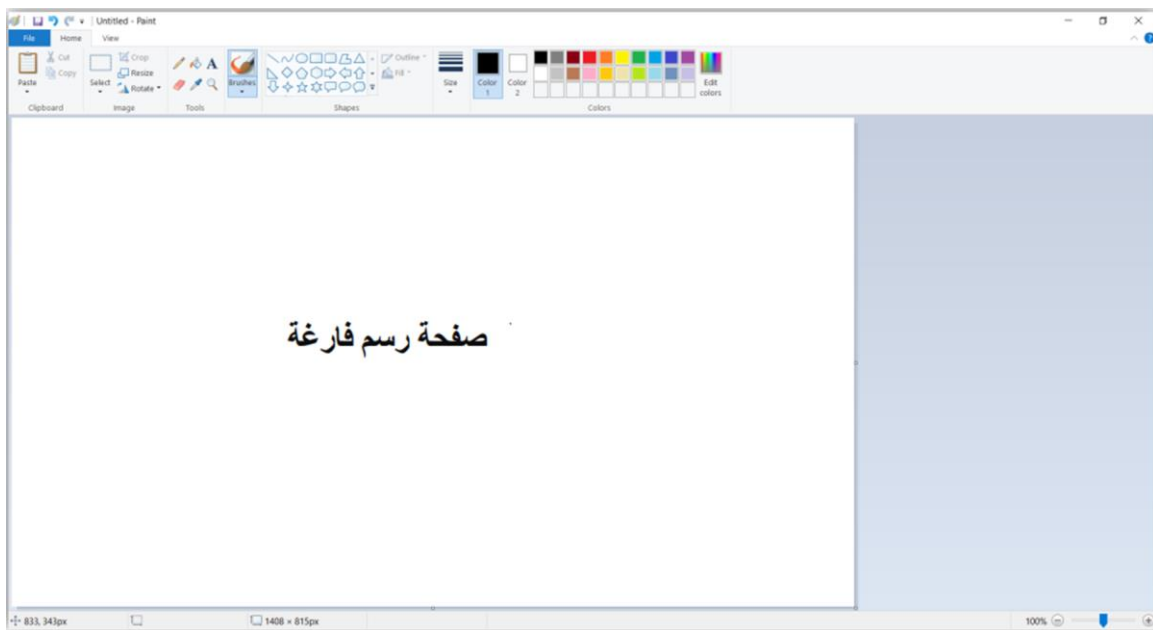 Untitled - Paint
File Home View
Paste Cut Copy Select Crop Resize Rotate Brushes Outline Fill Size Color 1 Color 2 Edit colors
Clipboard Image Tools Shapes Colors
صفحة رسم فارغة
833, 343px 1408 × 815px 100%